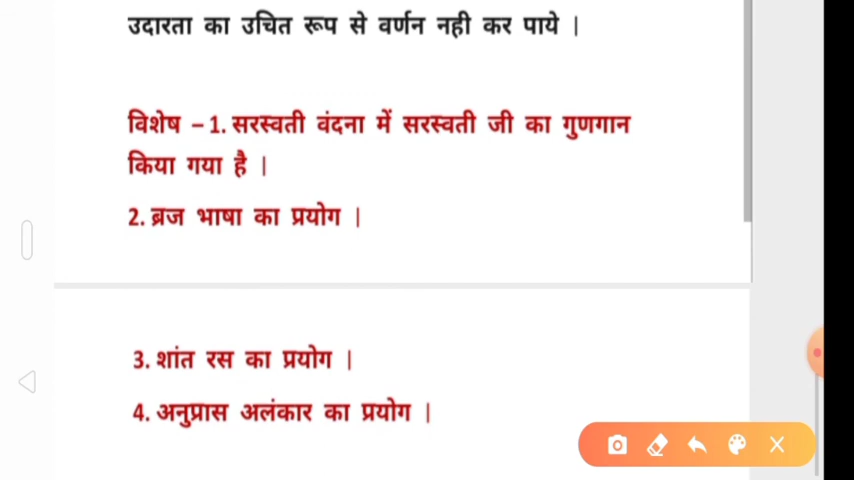 उदारता का उचित रूप से वर्णन नही कर पाये |
विशेष – 1. सरस्वती वंदना में सरस्वती जी का गुणगान
किया गया है |
2. ब्रज भाषा का प्रयोग |
3. शांत रस का प्रयोग |
4. अनुप्रास अलंकार का प्रयोग |